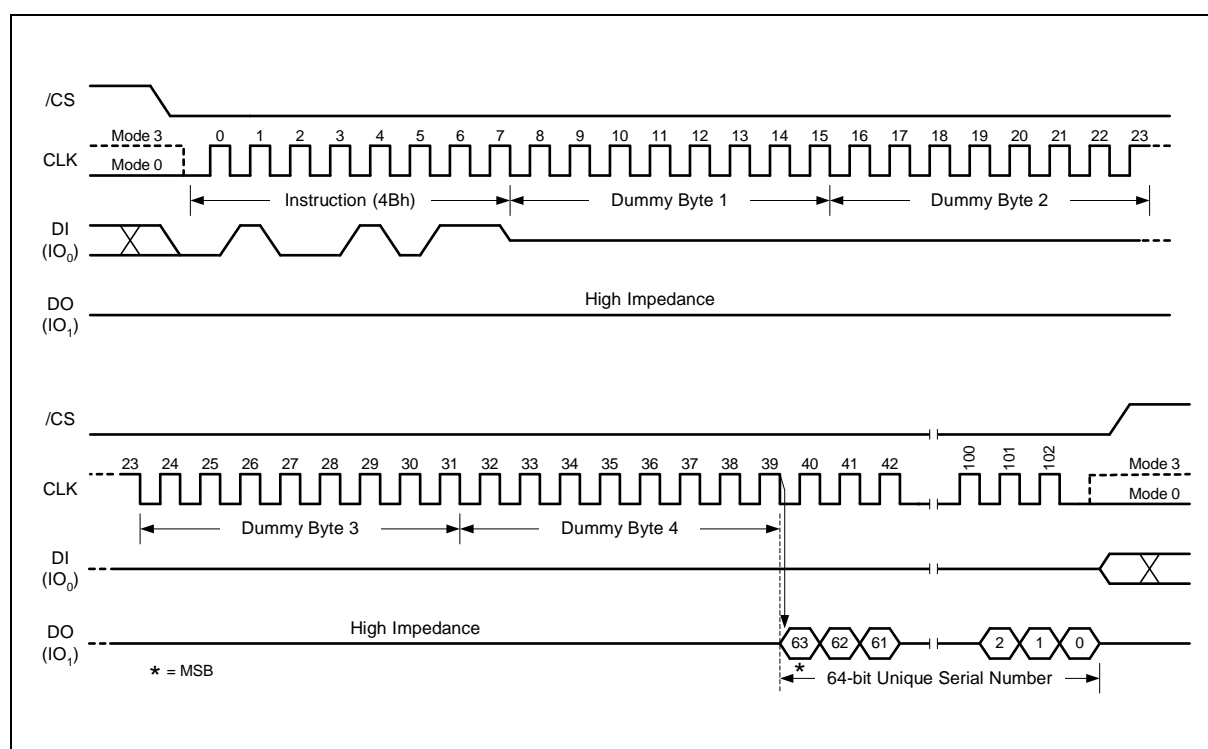 /CS
Mode 3 0 1 2 3 4 5 6 7 8 9 10 11 12 13 14 15 16 17 18 19 20 21 22 23
CLK
Mode 0
Instruction (4Bh) Dummy Byte 1 Dummy Byte 2
DI
(IO0)
High Impedance
DO
(IO1)
/CS
23 24 25 26 27 28 29 30 31 32 33 34 35 36 37 38 39 40 41 42 100 101 102 Mode 3
CLK
Mode 0
Dummy Byte 3 Dummy Byte 4
DI
(IO0)
High Impedance
DO
(IO1)
63 62 61 2 1 0
* = MSB
*
64-bit Unique Serial Number